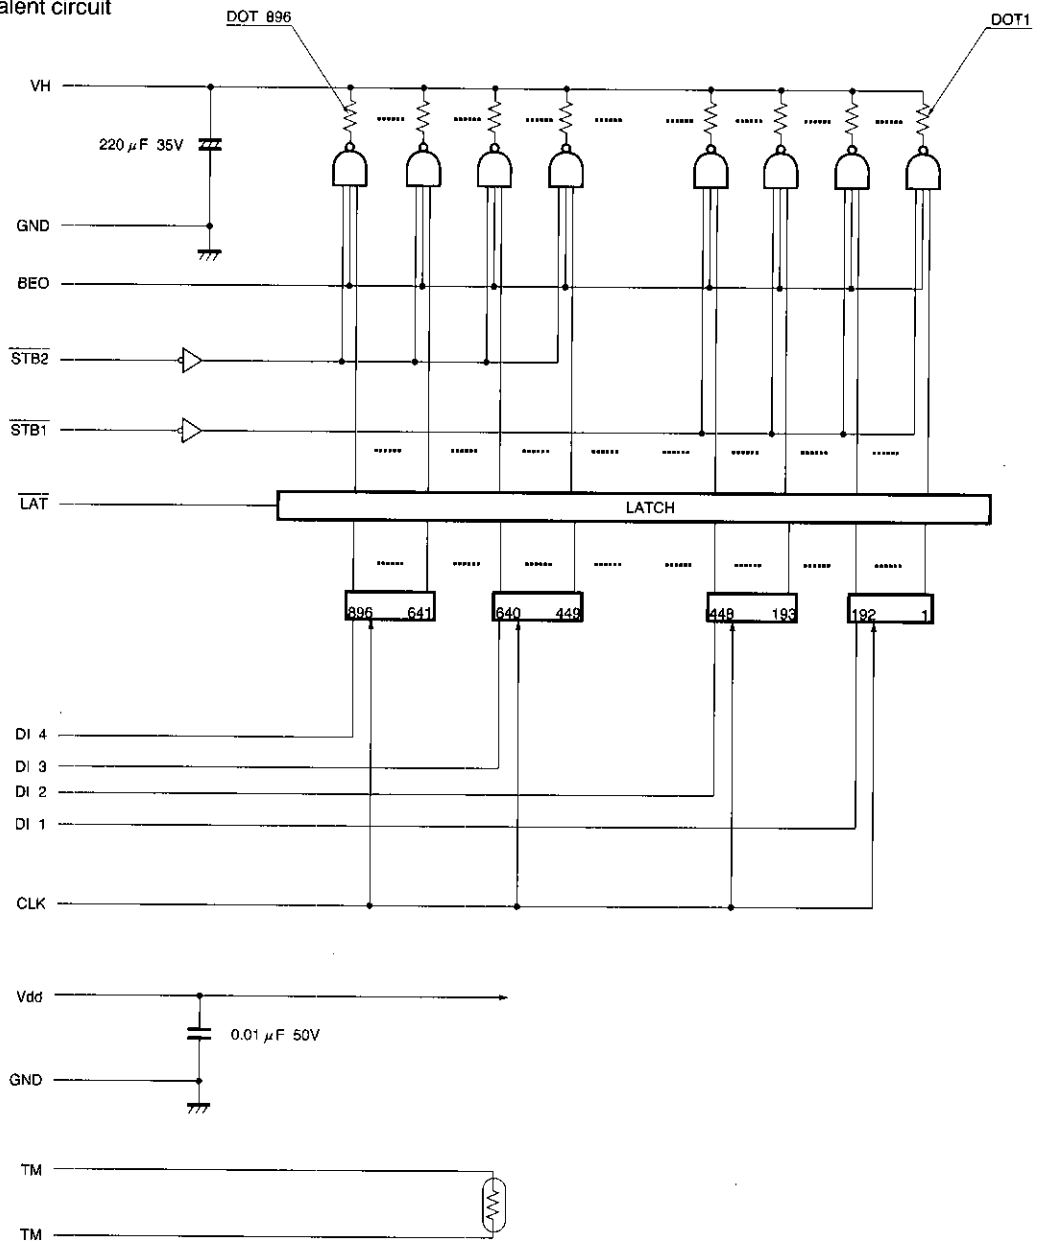 alent circuit
DOT 896
DOT1
VH
220 μF 35V
GND
BEO
STB2
STB1
LAT
LATCH
896 641 640 449 448 193 192 1
DI 4
DI 3
DI 2
DI 1
CLK
Vdd
0.01 μF 50V
GND
TM
TM